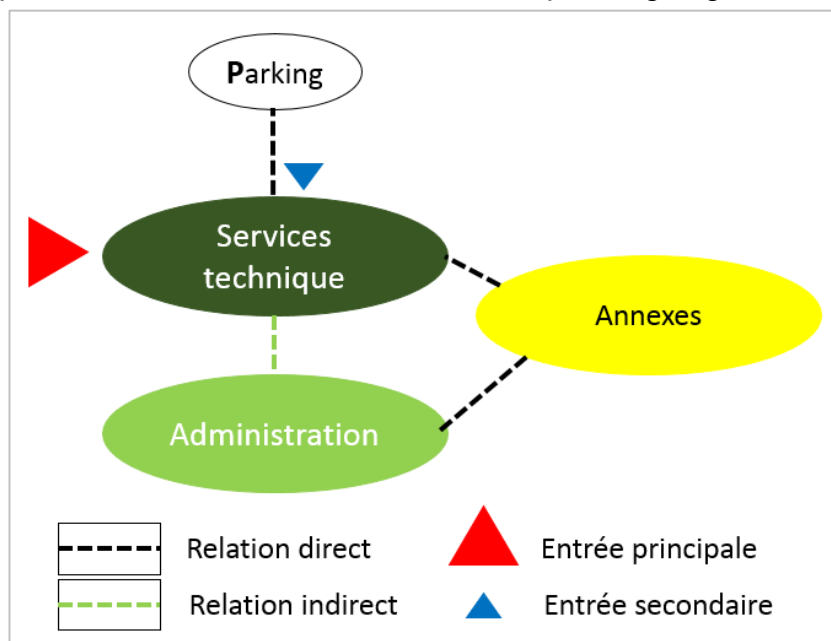 Parking
Services
technique
Annexes
Administration
Relation direct
Entrée principale
Relation indirect
Entrée secondaire